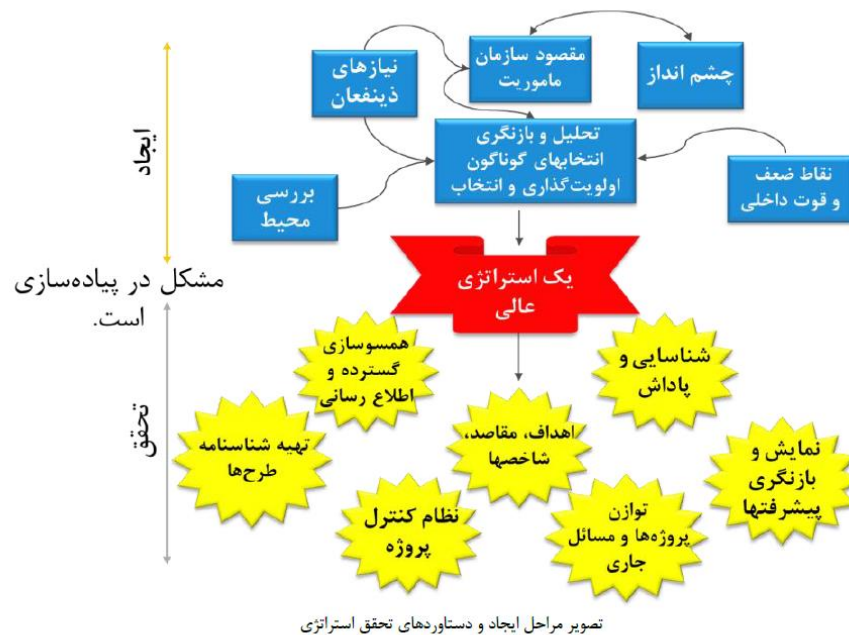 مقصود سازمان
ماموریت
چشم انداز
نیازهای
ذینفعان
تحلیل و بازنگری
انتخابهای گوناگون
اولویت‌گذاری و انتخاب
نقاط ضعف
و قوت داخلی
بررسی
محیط
ایجاد
یک استراتژی
عالی
مشکل در پیاده‌سازی
است.
تحقق
شناسایی و
پاداش
همسوسازی
گسترده و
اطلاع رسانی
اهداف، مقاصد،
شاخصها
نمایش و
بازنگری
پیشرفتها
تهیه شناسنامه
طرح‌ها
توازن
پروژه‌ها و مسائل
جاری
نظام کنترل
پروژه
تصویر مراحل ایجاد و دستاوردهای تحقق استراتژی